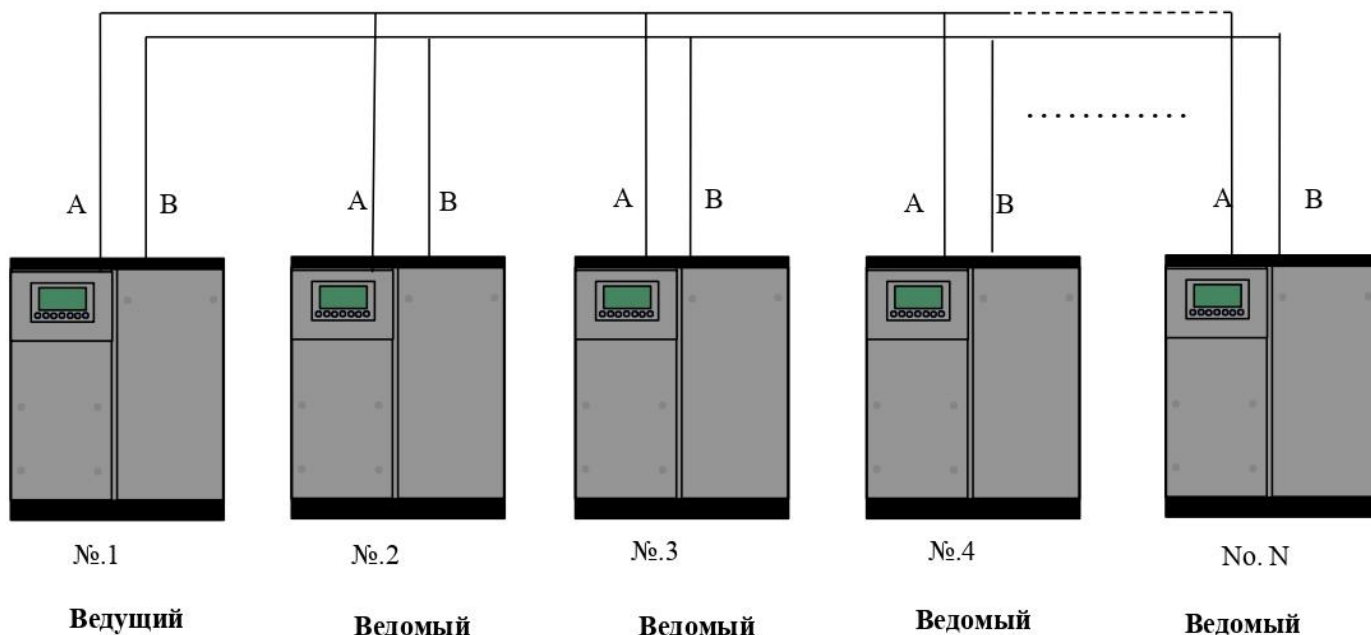 A B A B A B A B A B
............
№.1 №.2 №.3 №.4 No. N
Ведущий Ведомый Ведомый Ведомый Ведомый